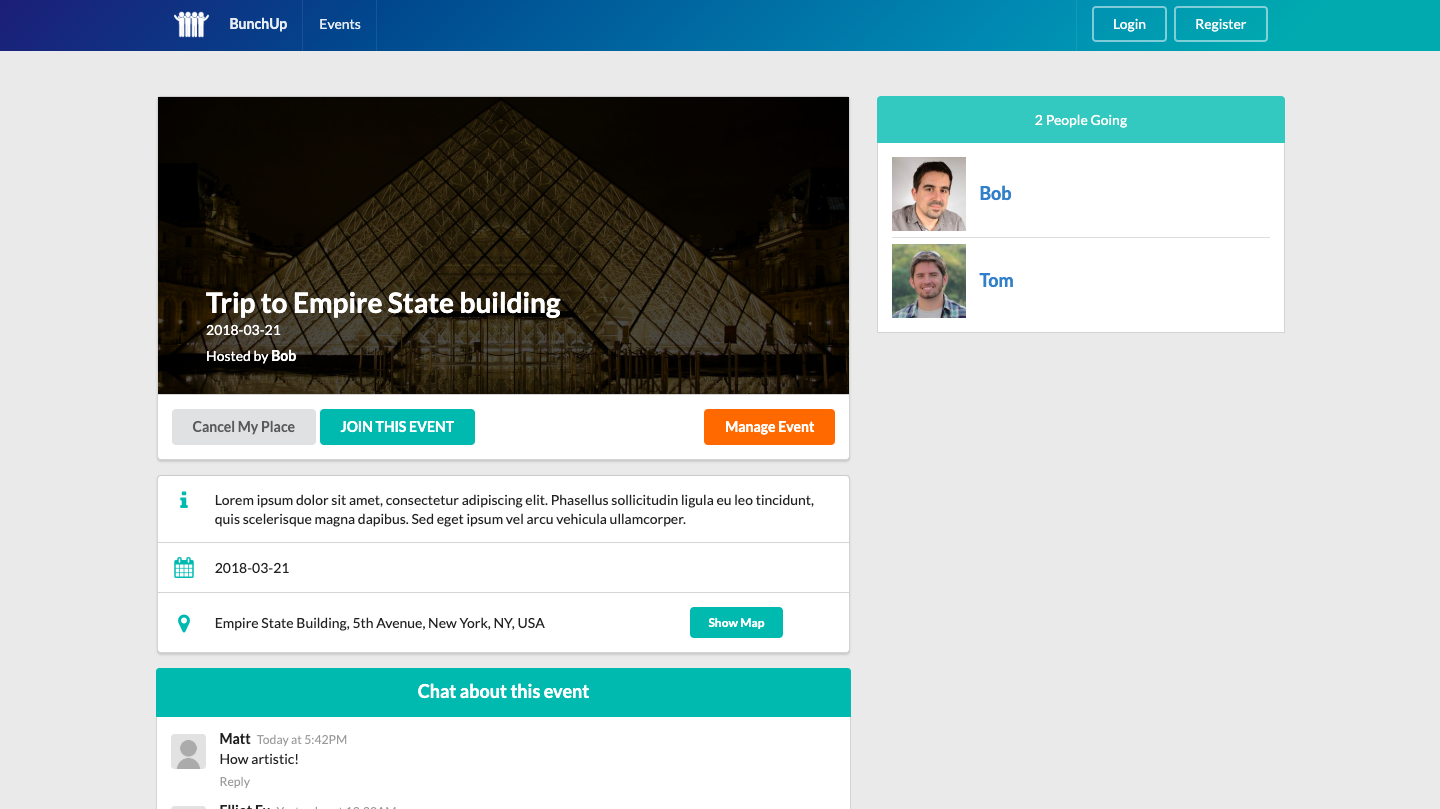 BunchUp
Events
Login
Register
Trip to Empire State building
2018-03-21
Hosted by Bob
Cancel My Place
JOIN THIS EVENT
Manage Event
2 People Going
Bob
Tom
Lorem ipsum dolor sit amet, consectetur adipiscing elit. Phasellus sollicitudin ligula eu leo tincidunt,
quis scelerisque magna dapibus. Sed eget ipsum vel arcu vehicula ullamcorper.
2018-03-21
Empire State Building, 5th Avenue, New York, NY, USA
Show Map
Chat about this event
Matt Today at 5:42PM
How artistic!
Reply